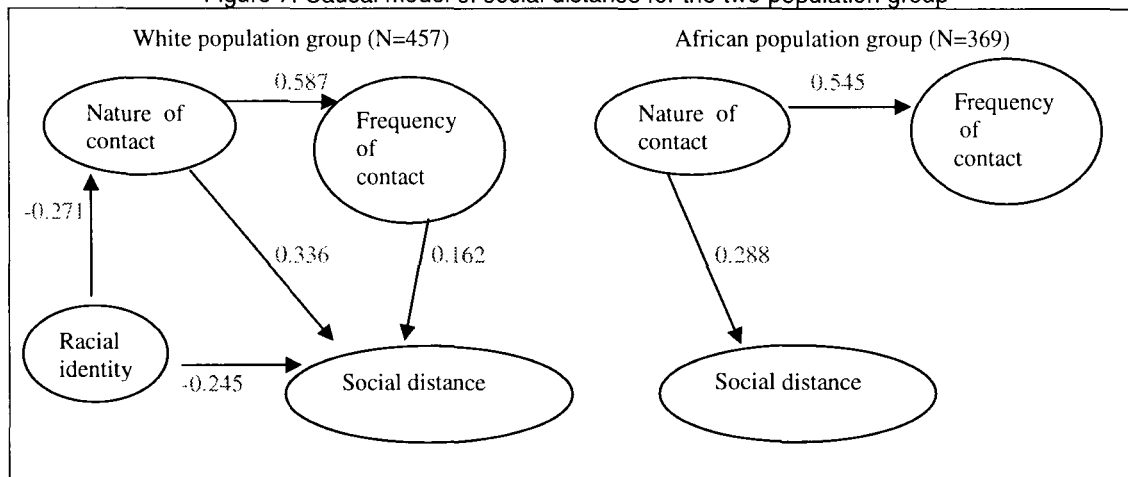 Figure 7. Causal model of social distance for the two population group
White population group (N=457)
0.587
Nature of
contact
Frequency
of
contact
-0.271
0.336
0.162
Racial
identity
-0.245
Social distance
African population group (N=369)
0.545
Nature of
contact
Frequency
of
contact
0.288
Social distance